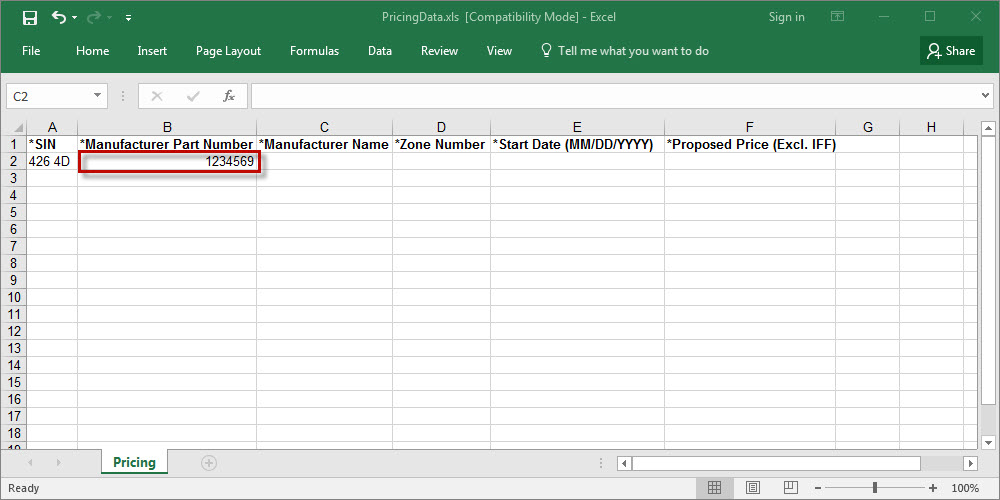 PricingData.xls [Compatibility Mode] - Excel
Sign in
File Home Insert Page Layout Formulas Data Review View Tell me what you want to do Share
C2 fx
A B C D E F G H
1 *SIN *Manufacturer Part Number *Manufacturer Name *Zone Number *Start Date (MM/DD/YYYY) *Proposed Price (Excl. IFF)
2 426 4D 1234569
3
4
5
6
7
8
9
10
11
12
13
14
15
16
17
18
19
Pricing
Ready 100%